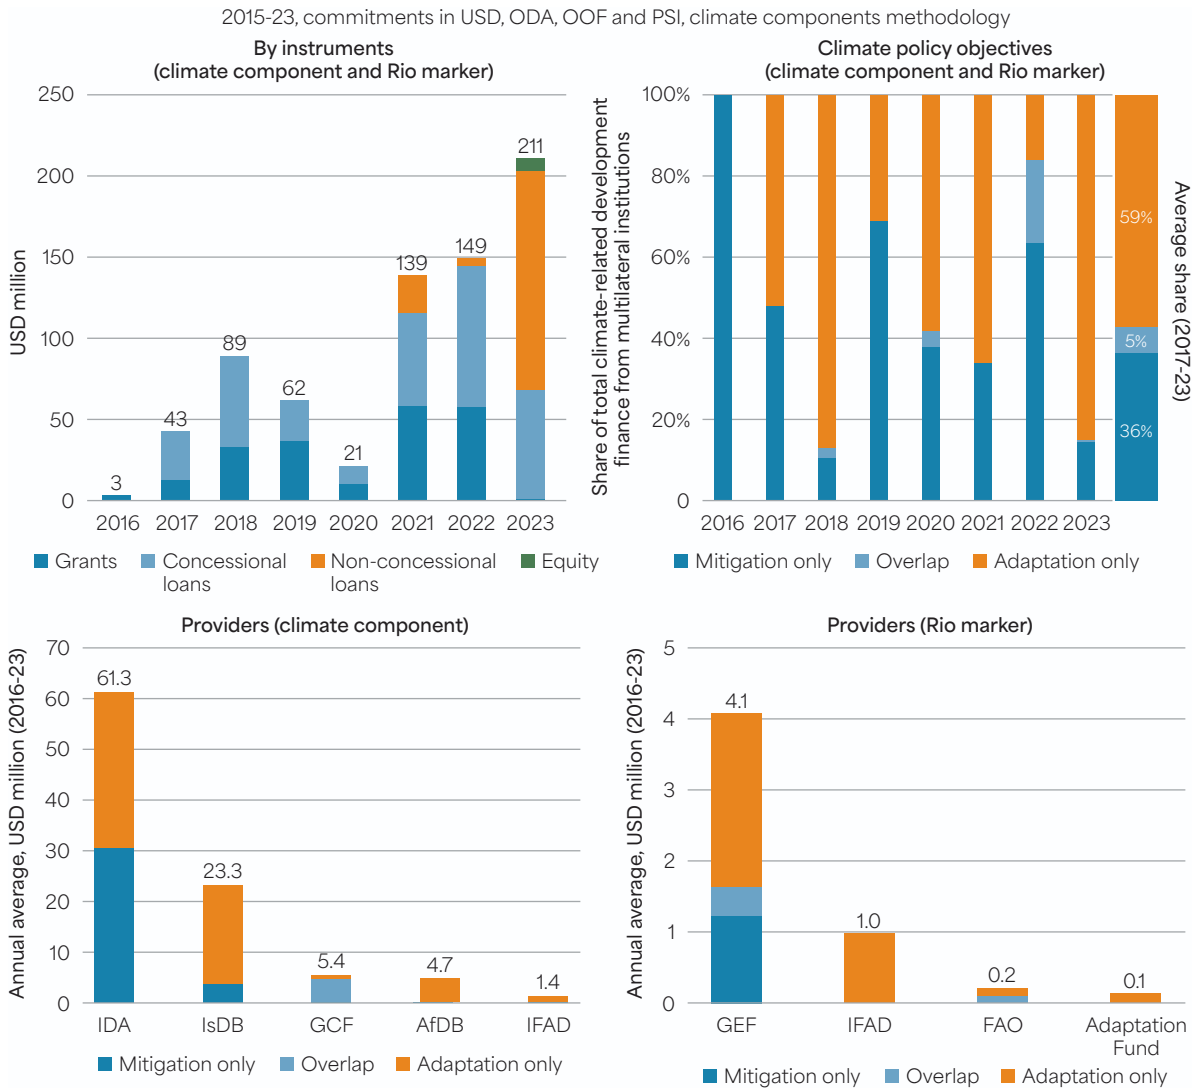 2015-23, commitments in USD, ODA, OOF and PSI, climate components methodology
By instruments
(climate component and Rio marker)
USD million
250
200
150
100
50
0
3
43
89
62
21
139
149
211
2016
2017
2018
2019
2020
2021
2022
2023
Grants
Concessional
loans
Non-concessional
loans
Equity
Climate policy objectives
(climate component and Rio marker)
Share of total climate-related development
finance from multilateral institutions
100%
80%
60%
40%
20%
0
59%
5%
36%
Average share (2017-23)
2016
2017
2018
2019
2020
2021
2022
2023
Mitigation only
Overlap
Adaptation only
Providers (climate component)
Annual average, USD million (2016-23)
70
60
50
40
30
20
10
0
61.3
23.3
5.4
4.7
1.4
IDA
IsDB
GCF
AfDB
IFAD
Mitigation only
Overlap
Adaptation only
Providers (Rio marker)
Annual average, USD million (2016-23)
5
4
3
2
1
0
4.1
1.0
0.2
0.1
GEF
IFAD
FAO
Adaptation
Fund
Mitigation only
Overlap
Adaptation only